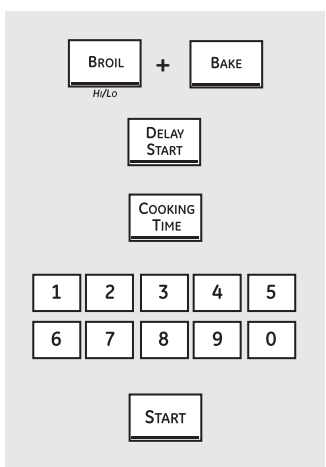 BROIL + BAKE
HI/LO
DELAY
START
COOKING
TIME
1 2 3 4 5
6 7 8 9 0
START